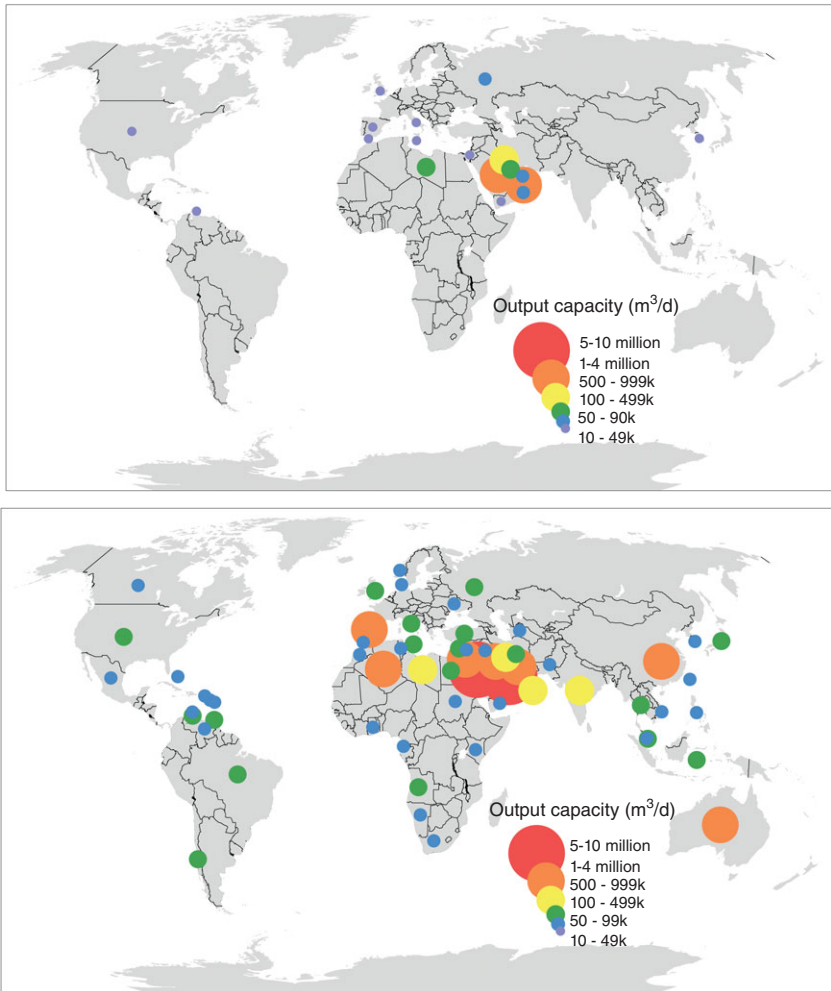 Output capacity (m³/d)
5-10 million
1-4 million
500 - 999k
100 - 499k
50 - 90k
10 - 49k
Output capacity (m³/d)
5-10 million
1-4 million
500 - 999k
100 - 499k
50 - 99k
10 - 49k